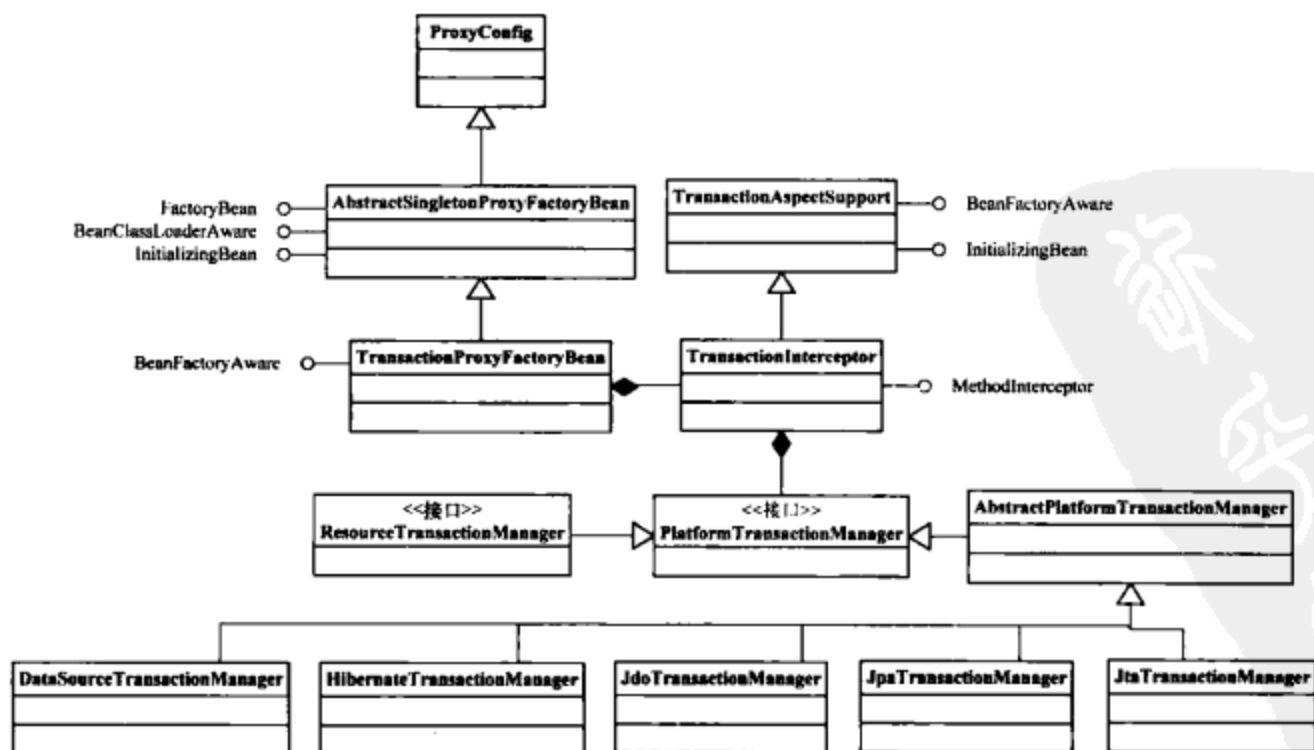 ProxyConfig
FactoryBean
BeanClassLoaderAware
InitializingBean
AbstractSingletonProxyFactoryBean
TransactionAspectSupport
BeanFactoryAware
InitializingBean
BeanFactoryAware
TransactionProxyFactoryBean
TransactionInterceptor
MethodInterceptor
<<接口>>
ResourceTransactionManager
<<接口>>
PlatformTransactionManager
AbstractPlatformTransactionManager
DataSourceTransactionManager
HibernateTransactionManager
JdoTransactionManager
JpaTransactionManager
JtaTransactionManager